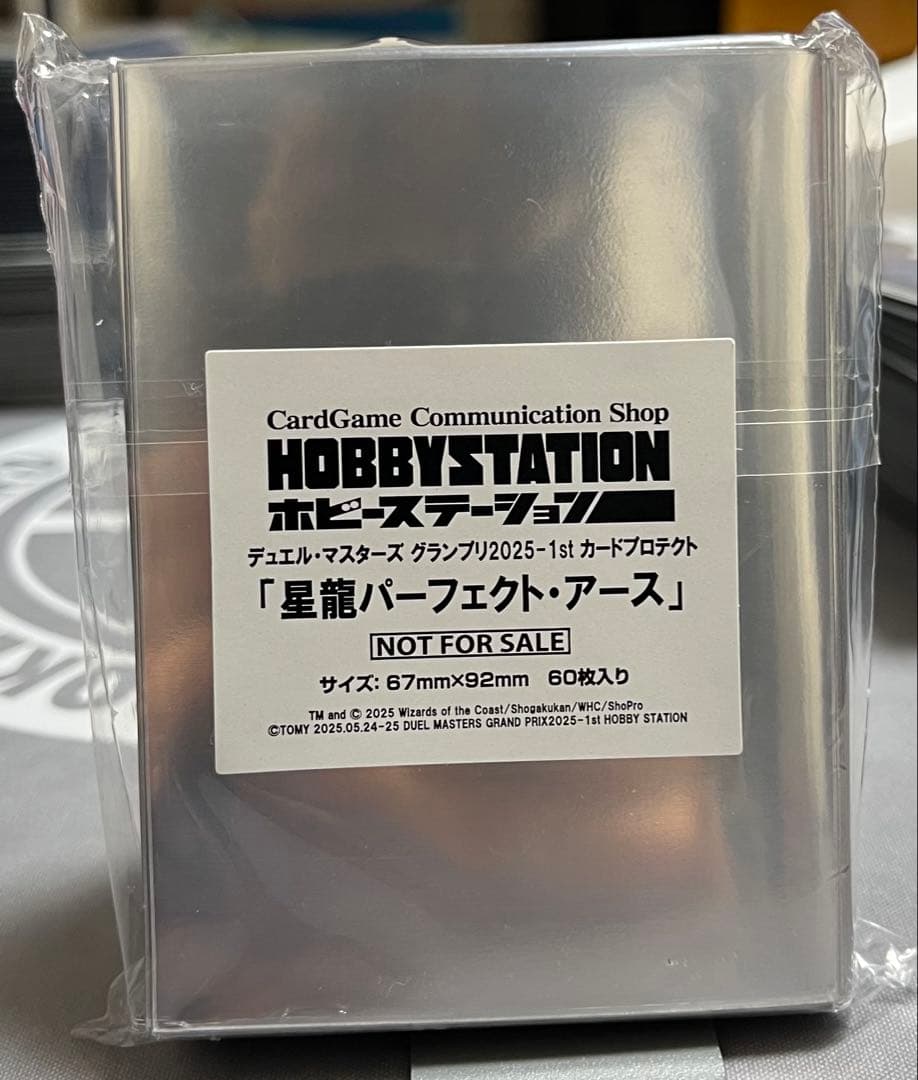 CardGame Communication Shop
HOBBYSTATION
ホビーステーション
デュエル・マスターズ グランプリ2025-1st カードプロテクト
「星龍パーフェクト・アース」
NOT FOR SALE
サイズ: 67mm×92mm 60枚入り
TM and © 2025 Wizards of the Coast/Shogakukan/WHC/ShoPro
©TOMY 2025.05.24-25 DUEL MASTERS GRAND PRIX2025-1st HOBBY STATION